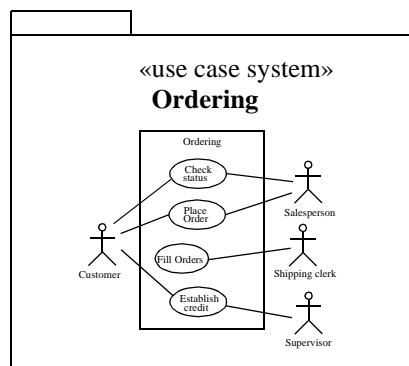 «use case system»
Ordering
Ordering
Check
status
Place
Order
Salesperson
Customer
Fill Orders
Shipping clerk
Establish
credit
Supervisor